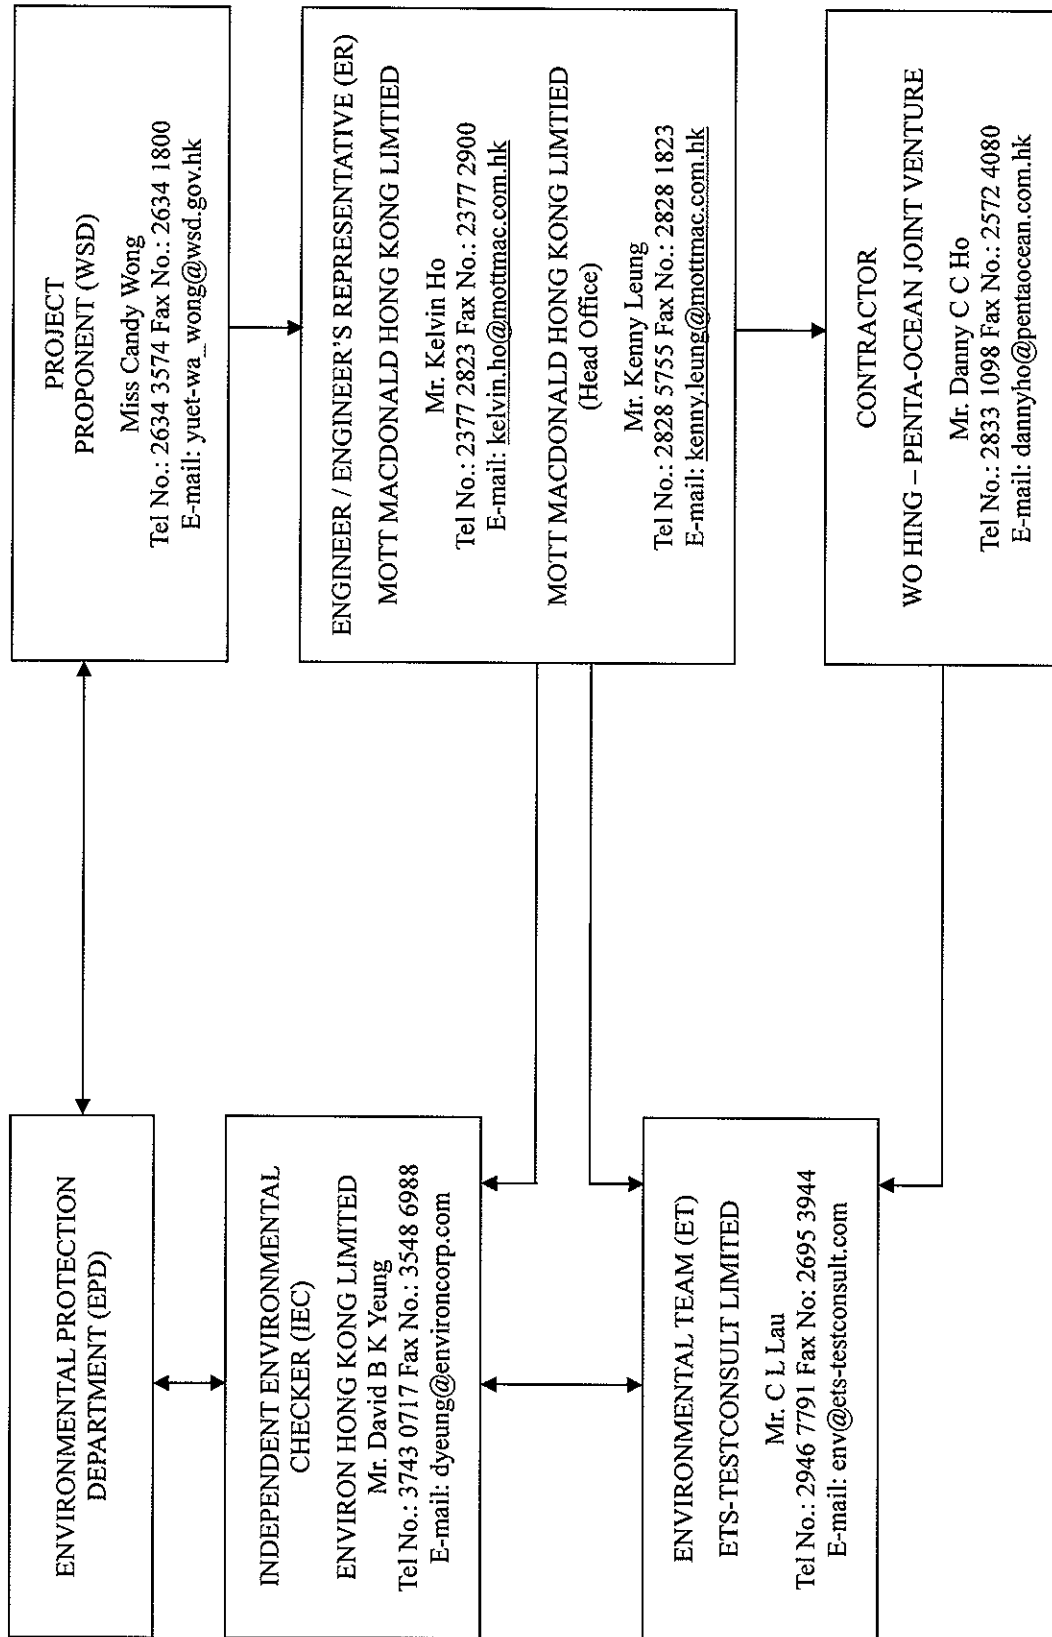 ENVIRONMENTAL PROTECTION
DEPARTMENT (EPD)
PROJECT
PROPONENT (WSD)
Miss Candy Wong
Tel No.: 2634 3574 Fax No.: 2634 1800
E-mail: yuet-wa_wong@wsd.gov.hk
INDEPENDENT ENVIRONMENTAL
CHECKER (IEC)
ENVIRON HONG KONG LIMITED
Mr. David B K Yeung
Tel No.: 3743 0717 Fax No.: 3548 6988
E-mail: dyeung@environcorp.com
ENGINEER / ENGINEER'S REPRESENTATIVE (ER)
MOTT MACDONALD HONG KONG LIMTIED
Mr. Kelvin Ho
Tel No.: 2377 2823 Fax No.: 2377 2900
E-mail: kelvin.ho@mottmac.com.hk
MOTT MACDONALD HONG KONG LIMTIED
(Head Office)
Mr. Kenny Leung
Tel No.: 2828 5755 Fax No.: 2828 1823
E-mail: kenny.leung@mottmac.com.hk
ENVIRONMENTAL TEAM (ET)
ETS-TESTCONSULT LIMITED
Mr. C L Lau
Tel No.: 2946 7791 Fax No: 2695 3944
E-mail: env@ets-testconsult.com
CONTRACTOR
WO HING – PENTA-OCEAN JOINT VENTURE
Mr. Danny C C Ho
Tel No.: 2833 1098 Fax No.: 2572 4080
E-mail: dannyho@pentaocean.com.hk